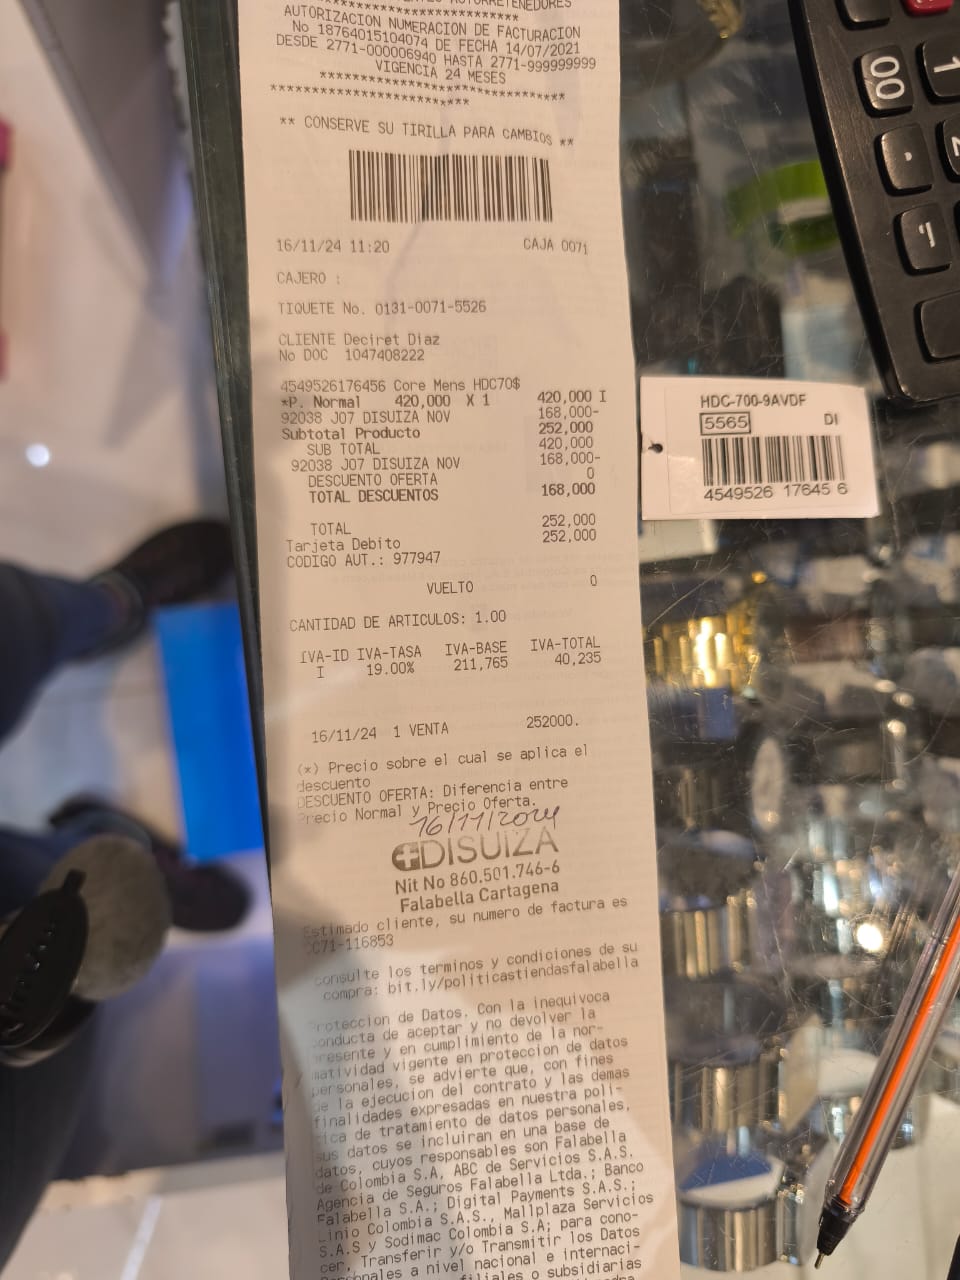 AUTORIZACION NUMERACION DE FACTURACION
No 18764015104074 DE FECHA 14/07/2021
DESDE 2771-000006940 HASTA 2771-999999999
VIGENCIA 24 MESES
** CONSERVE SU TIRILLA PARA CAMBIOS **
16/11/24 11:20 CAJA 0071
CAJERO :
TIQUETE No. 0131-0071-5526
CLIENTE Deciret Diaz
No DOC 1047408222
4549526176456 Core Mens HDC70$
*P. Normal 420,000 X 1 420,000 I
92038 J07 DISUIZA NOV 168,000-
Subtotal Producto 252,000
SUB TOTAL 420,000
92038 J07 DISUIZA NOV 168,000-
DESCUENTO OFERTA 0
TOTAL DESCUENTOS 168,000
TOTAL 252,000
Tarjeta Debito 252,000
CODIGO AUT.: 977947
VUELTO 0
CANTIDAD DE ARTICULOS: 1.00
IVA-ID IVA-TASA IVA-BASE IVA-TOTAL
I 19.00% 211,765 40,235
16/11/24 1 VENTA 252000.
(*) Precio sobre el cual se aplica el
descuento
DESCUENTO OFERTA: Diferencia entre
Precio Normal y Precio Oferta.
16/11/2024
DISUIZA
Nit No 860.501.746-6
Falabella Cartagena
Estimado cliente, su numero de factura es
C71-116853
Consulte los terminos y condiciones de su
compra: bit.ly/politicastiendasfalabella
Proteccion de Datos. Con la inequivoca
conducta de aceptar y no devolver la
presente y en cumplimiento de la nor-
matividad vigente en proteccion de datos
personales, se advierte que, con fines
de la ejecucion del contrato y las demas
finalidades expresadas en nuestra poli-
tica de tratamiento de datos personales,
sus datos se incluiran en una base de
datos, cuyos responsables son Falabella
de Colombia S.A, ABC de Servicios S.A.S.
Agencia de Seguros Falabella Ltda.; Banco
Falabella S.A.; Digital Payments S.A.S.;
Linio Colombia S.A.S., Mallplaza Servicios
S.A.S y Sodimac Colombia S.A; para cono-
cer, Transferir y/o Transmitir los Datos
Personales a nivel nacional e internaci-
filiales o subsidiarias
HDC-700-9AVDF
5565 DI
4549526 17645 6
00
1